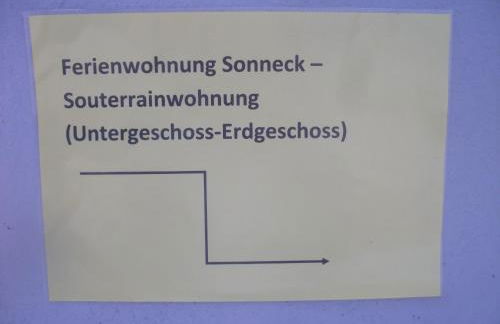 Ferienwohnung Sonneck –
Souterrainwohnung
(Untergeschoss-Erdgeschoss)